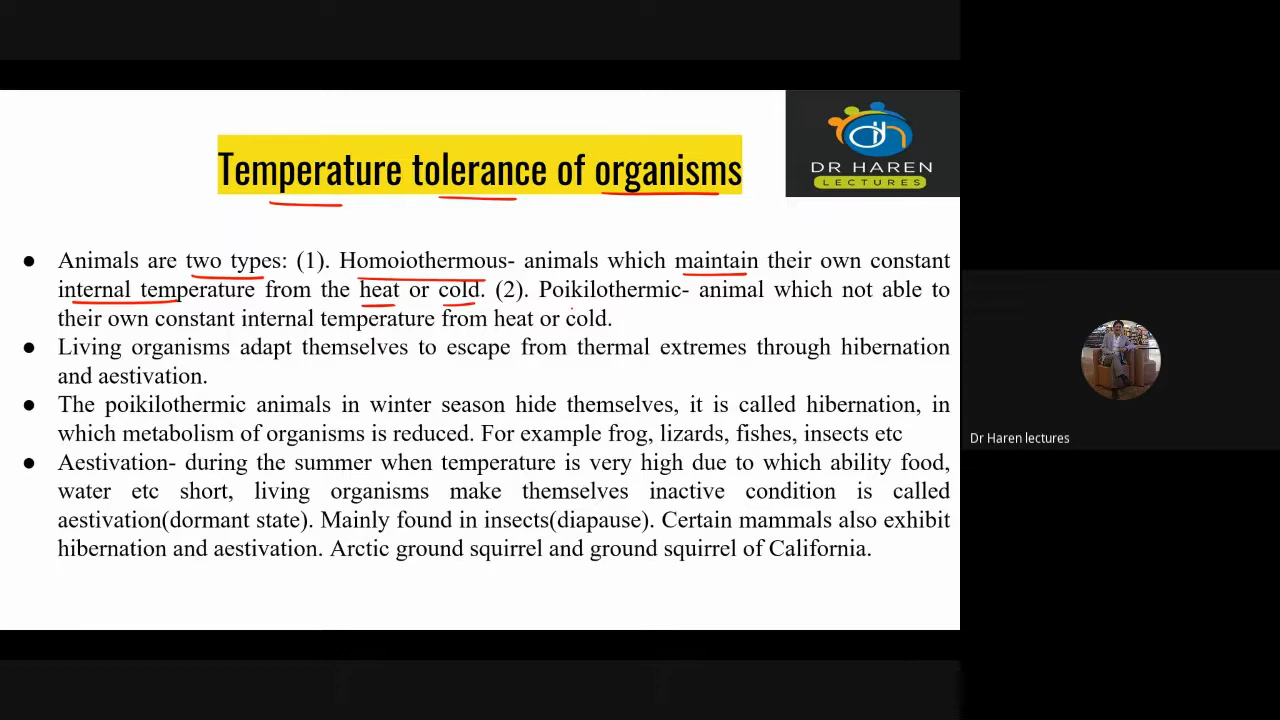 Temperature tolerance of organisms
DR HAREN
LECTURES
● Animals are two types: (1). Homoiothermous- animals which maintain their own constant
internal temperature from the heat or cold. (2). Poikilothermic- animal which not able to
their own constant internal temperature from heat or cold.
● Living organisms adapt themselves to escape from thermal extremes through hibernation
and aestivation.
● The poikilothermic animals in winter season hide themselves, it is called hibernation, in
which metabolism of organisms is reduced. For example frog, lizards, fishes, insects etc
● Aestivation- during the summer when temperature is very high due to which ability food,
water etc short, living organisms make themselves inactive condition is called
aestivation(dormant state). Mainly found in insects(diapause). Certain mammals also exhibit
hibernation and aestivation. Arctic ground squirrel and ground squirrel of California.
Dr Haren lectures